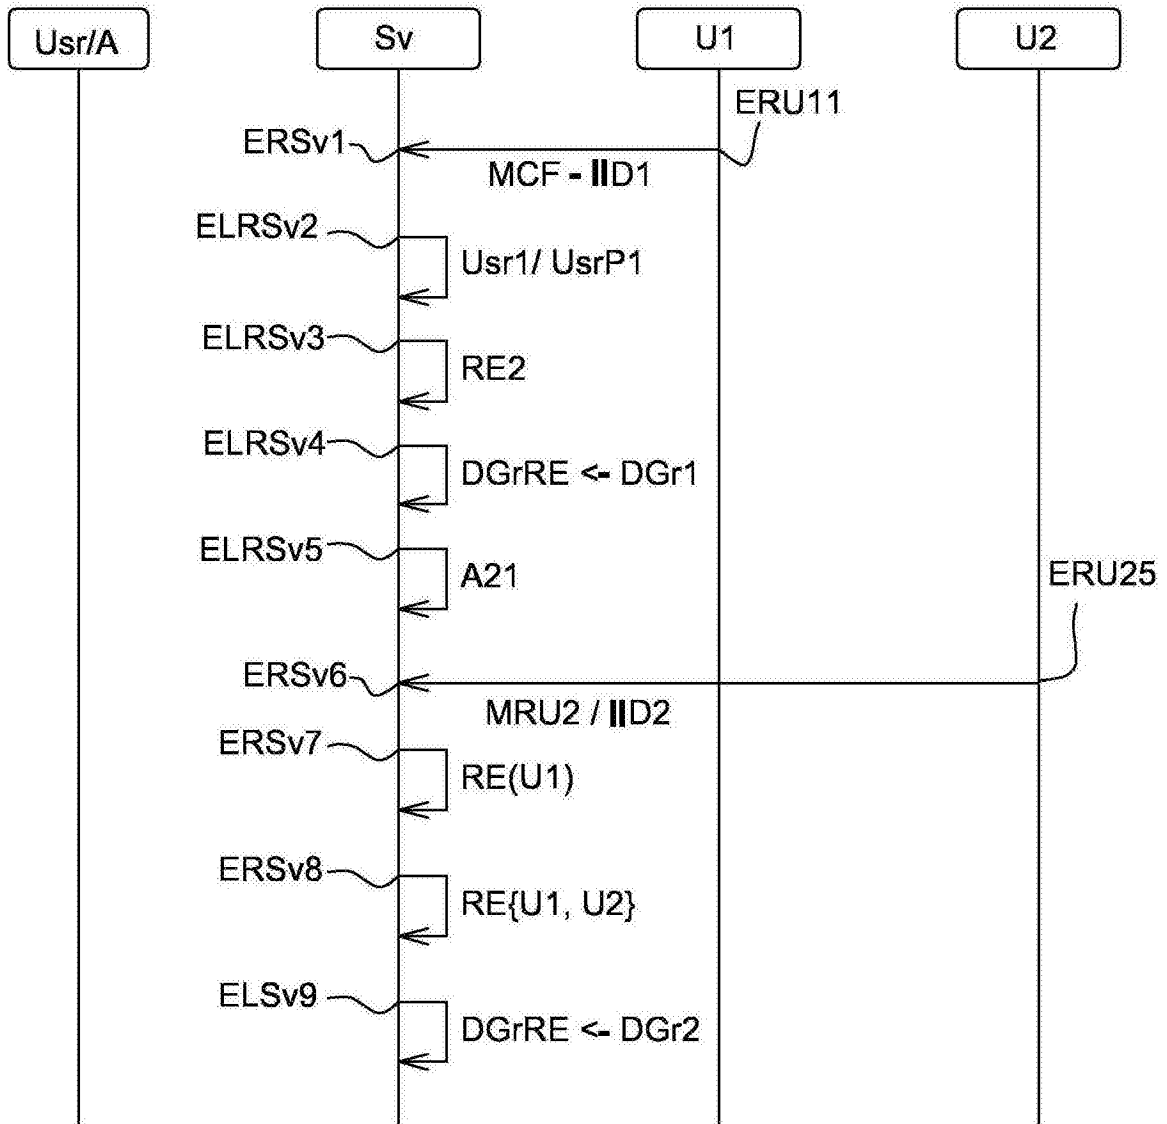 Usr/A Sv U1 U2
ERU11
ERSv1
MCF - IID1
ELRSv2
Usr1/ UsrP1
ELRSv3
RE2
ELRSv4
DGrRE <- DGr1
ELRSv5
A21
ERU25
ERSv6
MRU2 / IID2
ERSv7
RE(U1)
ERSv8
RE{U1, U2}
ELSv9
DGrRE <- DGr2